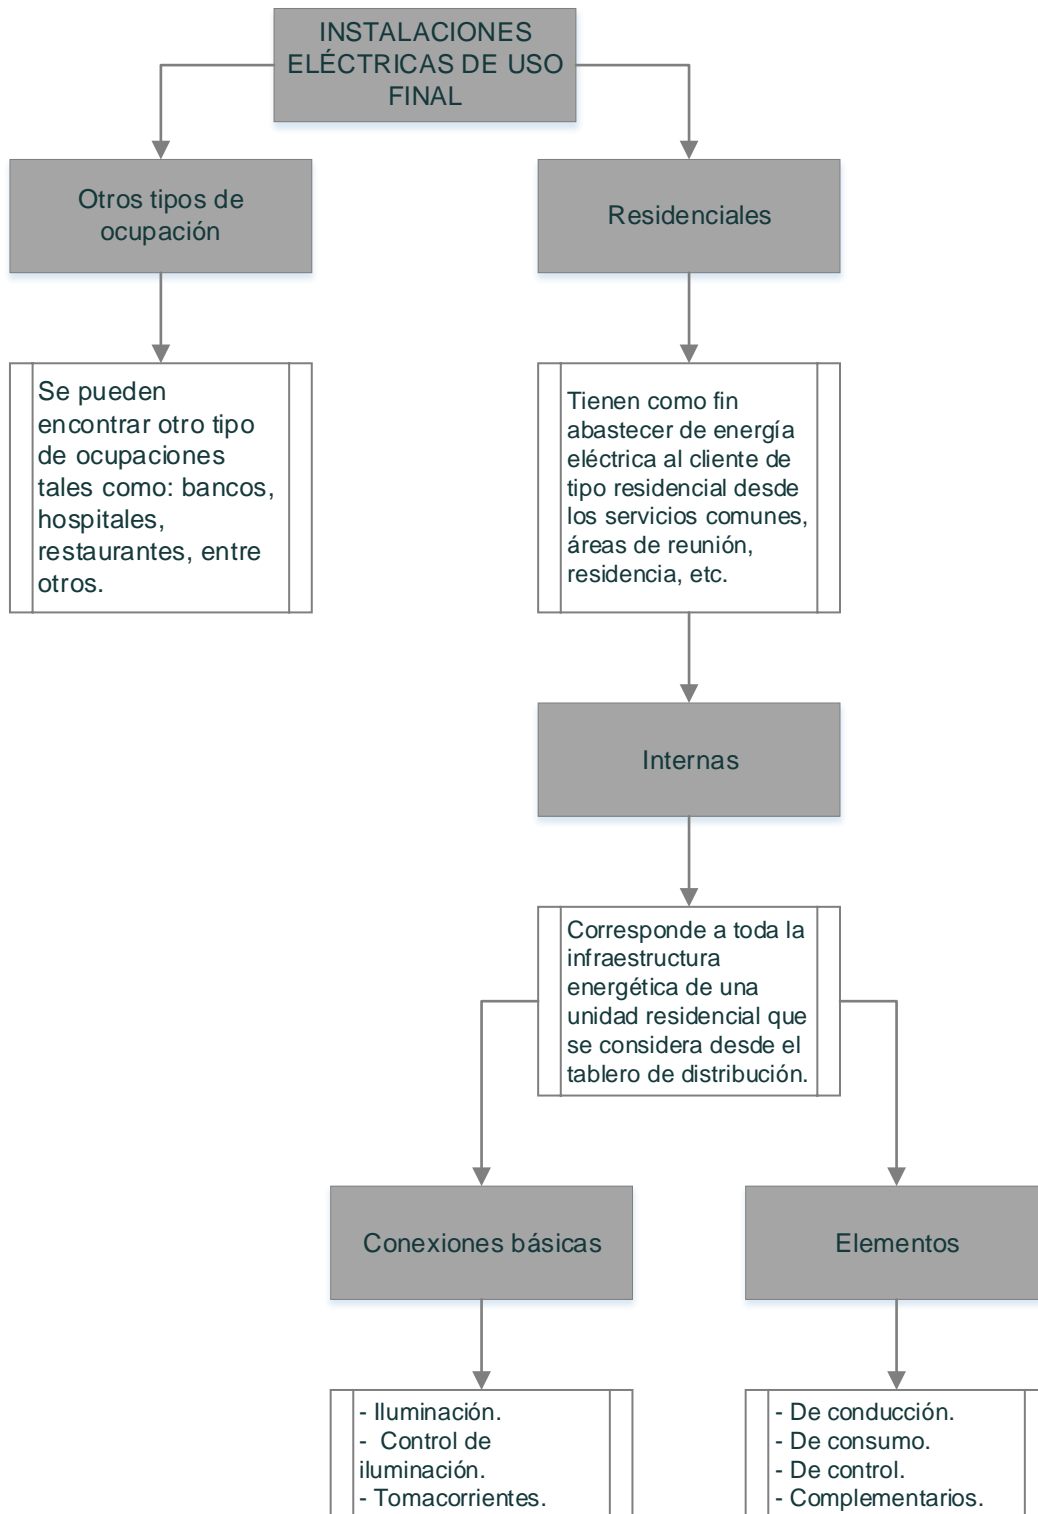 INSTALACIONES
ELÉCTRICAS DE USO
FINAL
Otros tipos de
ocupación
Residenciales
Se pueden
encontrar otro tipo
de ocupaciones
tales como: bancos,
hospitales,
restaurantes, entre
otros.
Tienen como fin
abastecer de energía
eléctrica al cliente de
tipo residencial desde
los servicios comunes,
áreas de reunión,
residencia, etc.
Internas
Corresponde a toda la
infraestructura
energética de una
unidad residencial que
se considera desde el
tablero de distribución.
Conexiones básicas
Elementos
- Iluminación.
- Control de
iluminación.
- Tomacorrientes.
- De conducción.
- De consumo.
- De control.
- Complementarios.